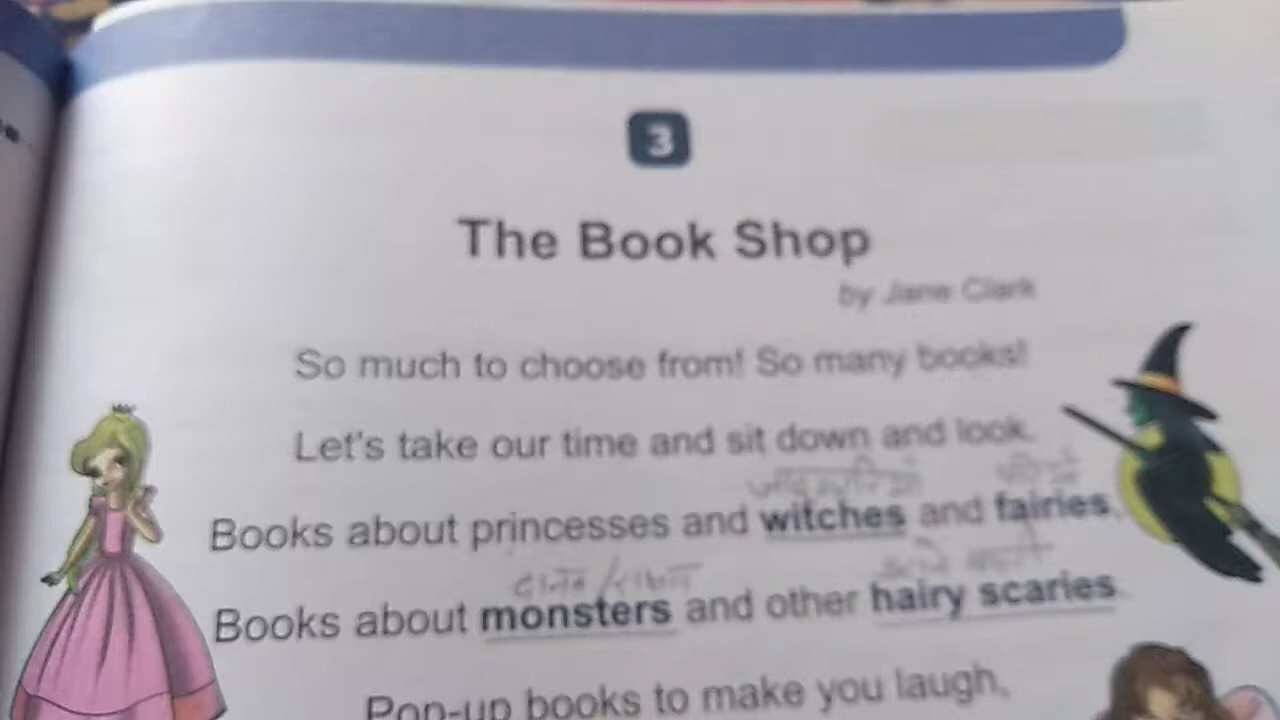 3
The Book Shop
by Jane Clark
So much to choose from! So many books!
Let's take our time and sit down and look.
Books about princesses and witches and fairies.
Books about monsters and other hairy scaries.
Pop-up books to make you laugh,